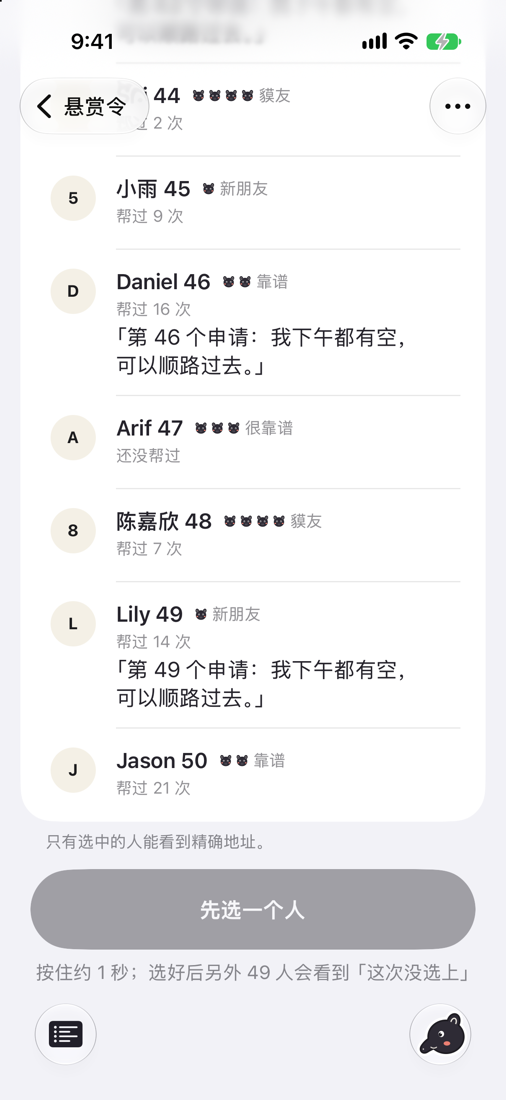 9:41
悬赏令
44 貘友
2 次
5
小雨 45 新朋友
帮过 9 次
D
Daniel 46 靠谱
帮过 16 次
「第 46 个申请：我下午都有空，
可以顺路过去。」
A
Arif 47 很靠谱
还没帮过
8
陈嘉欣 48 貘友
帮过 7 次
L
Lily 49 新朋友
帮过 14 次
「第 49 个申请：我下午都有空，
可以顺路过去。」
J
Jason 50 靠谱
帮过 21 次
只有选中的人能看到精确地址。
先选一个人
按住约 1 秒；选好后另外 49 人会看到「这次没选上」